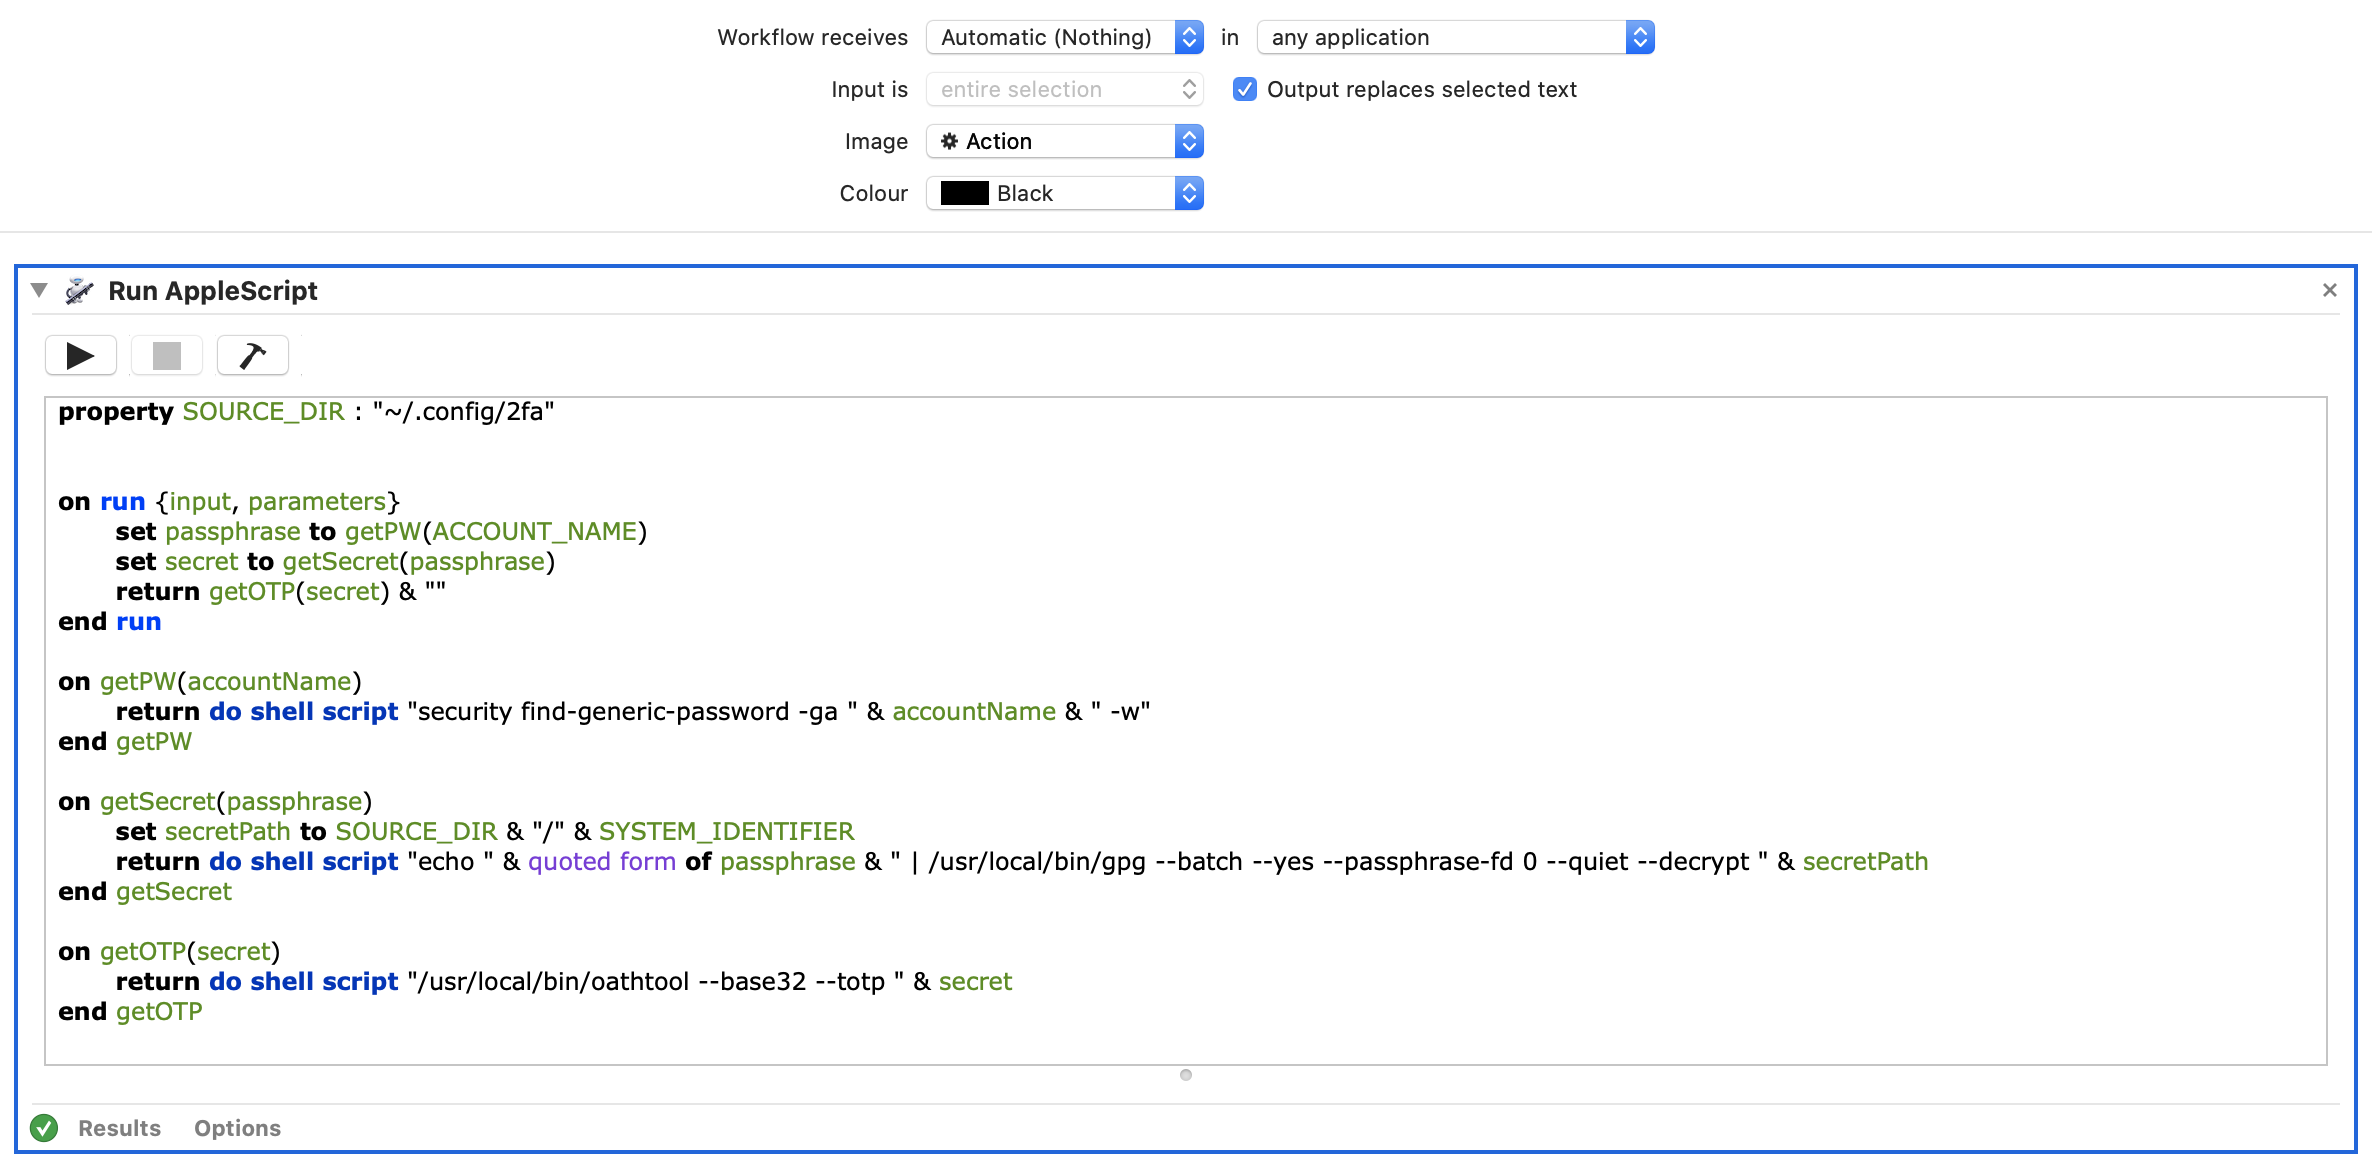 Workflow receives Automatic (Nothing) in any application
Input is entire selection Output replaces selected text
Image Action
Colour Black
Run AppleScript
property SOURCE_DIR : "~/.config/2fa"
on run {input, parameters}
set passphrase to getPW(ACCOUNT_NAME)
set secret to getSecret(passphrase)
return getOTP(secret) & ""
end run
on getPW(accountName)
return do shell script "security find-generic-password -ga " & accountName & " -w"
end getPW
on getSecret(passphrase)
set secretPath to SOURCE_DIR & "/" & SYSTEM_IDENTIFIER
return do shell script "echo " & quoted form of passphrase & " | /usr/local/bin/gpg --batch --yes --passphrase-fd 0 --quiet --decrypt " & secretPath
end getSecret
on getOTP(secret)
return do shell script "/usr/local/bin/oathtool --base32 --totp " & secret
end getOTP
Results Options